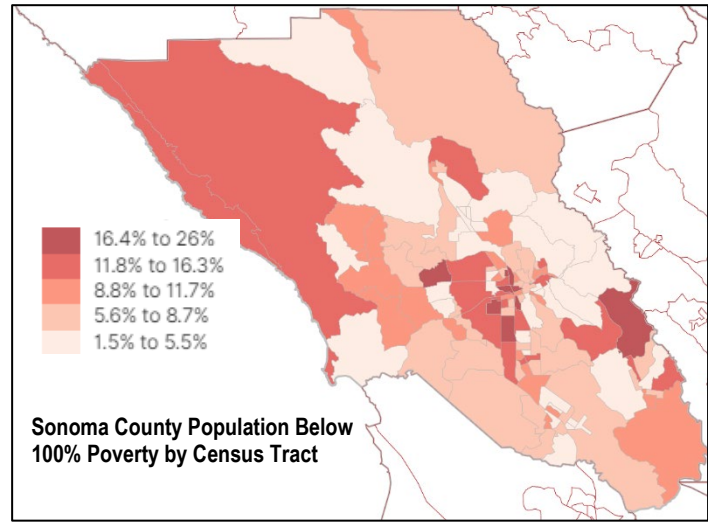 16.4% to 26%
11.8% to 16.3%
8.8% to 11.7%
5.6% to 8.7%
1.5% to 5.5%
Sonoma County Population Below
100% Poverty by Census Tract